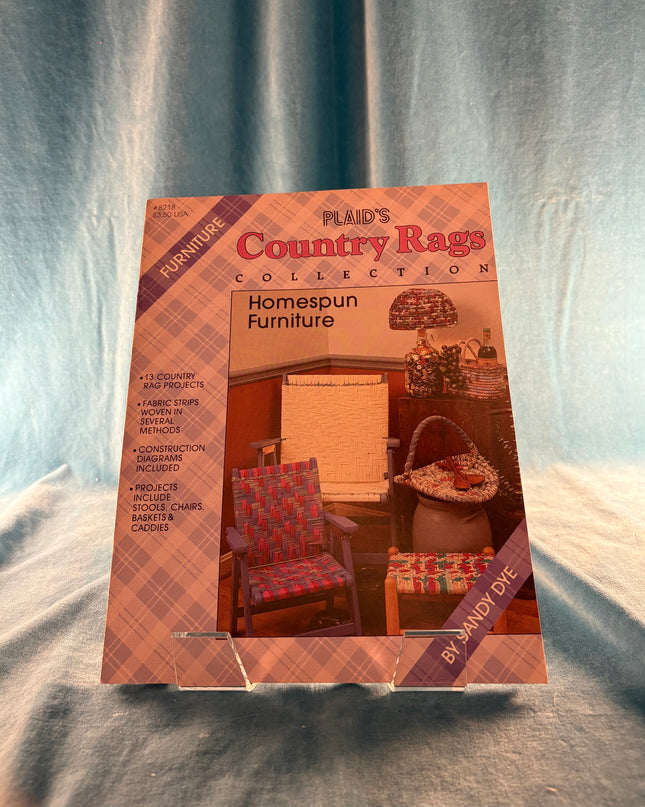 #8218
$3.50 USA
FURNITURE
PLAID'S
Country Rags
COLLECTION
Homespun
Furniture
•13 COUNTRY
RAG PROJECTS
•FABRIC STRIPS
WOVEN IN
SEVERAL
METHODS
•CONSTRUCTION
DIAGRAMS
INCLUDED
•PROJECTS
INCLUDE
STOOLS, CHAIRS,
BASKETS &
CADDIES
BY SANDY DYE